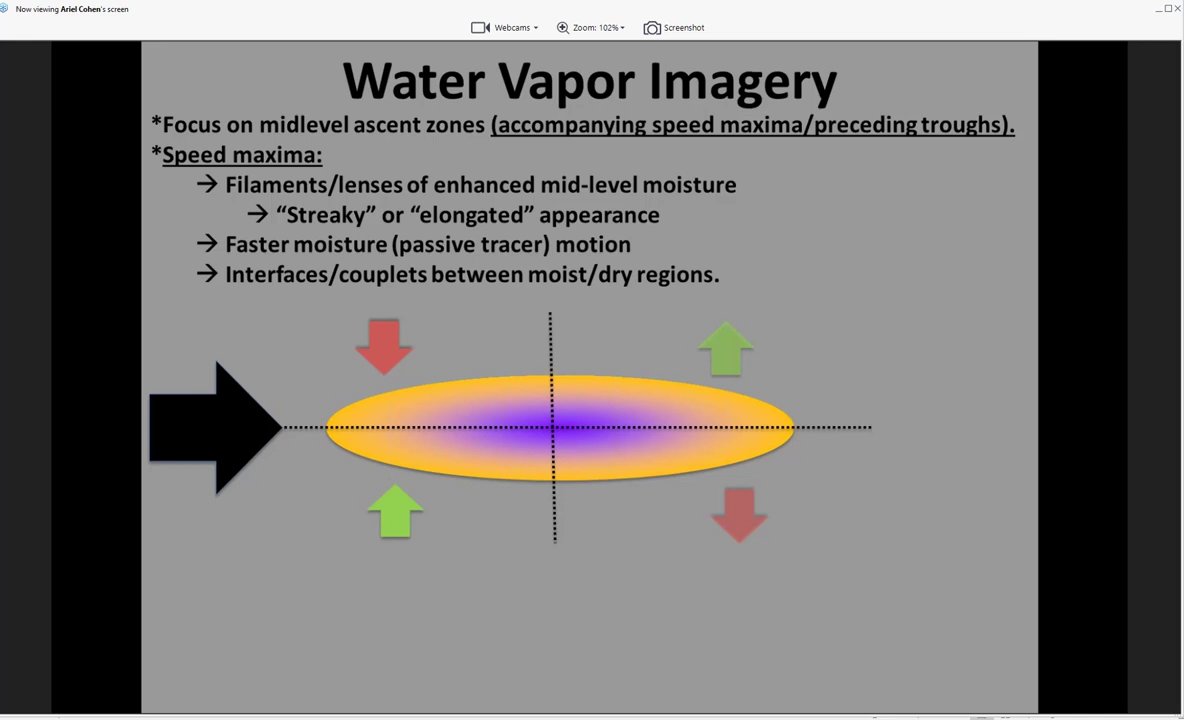 Now viewing Ariel Cohen's screen
Webcams Zoom: 102% Screenshot
Water Vapor Imagery
*Focus on midlevel ascent zones (accompanying speed maxima/preceding troughs).
*Speed maxima:
→ Filaments/lenses of enhanced mid-level moisture
→ “Streaky” or “elongated” appearance
→ Faster moisture (passive tracer) motion
→ Interfaces/couplets between moist/dry regions.